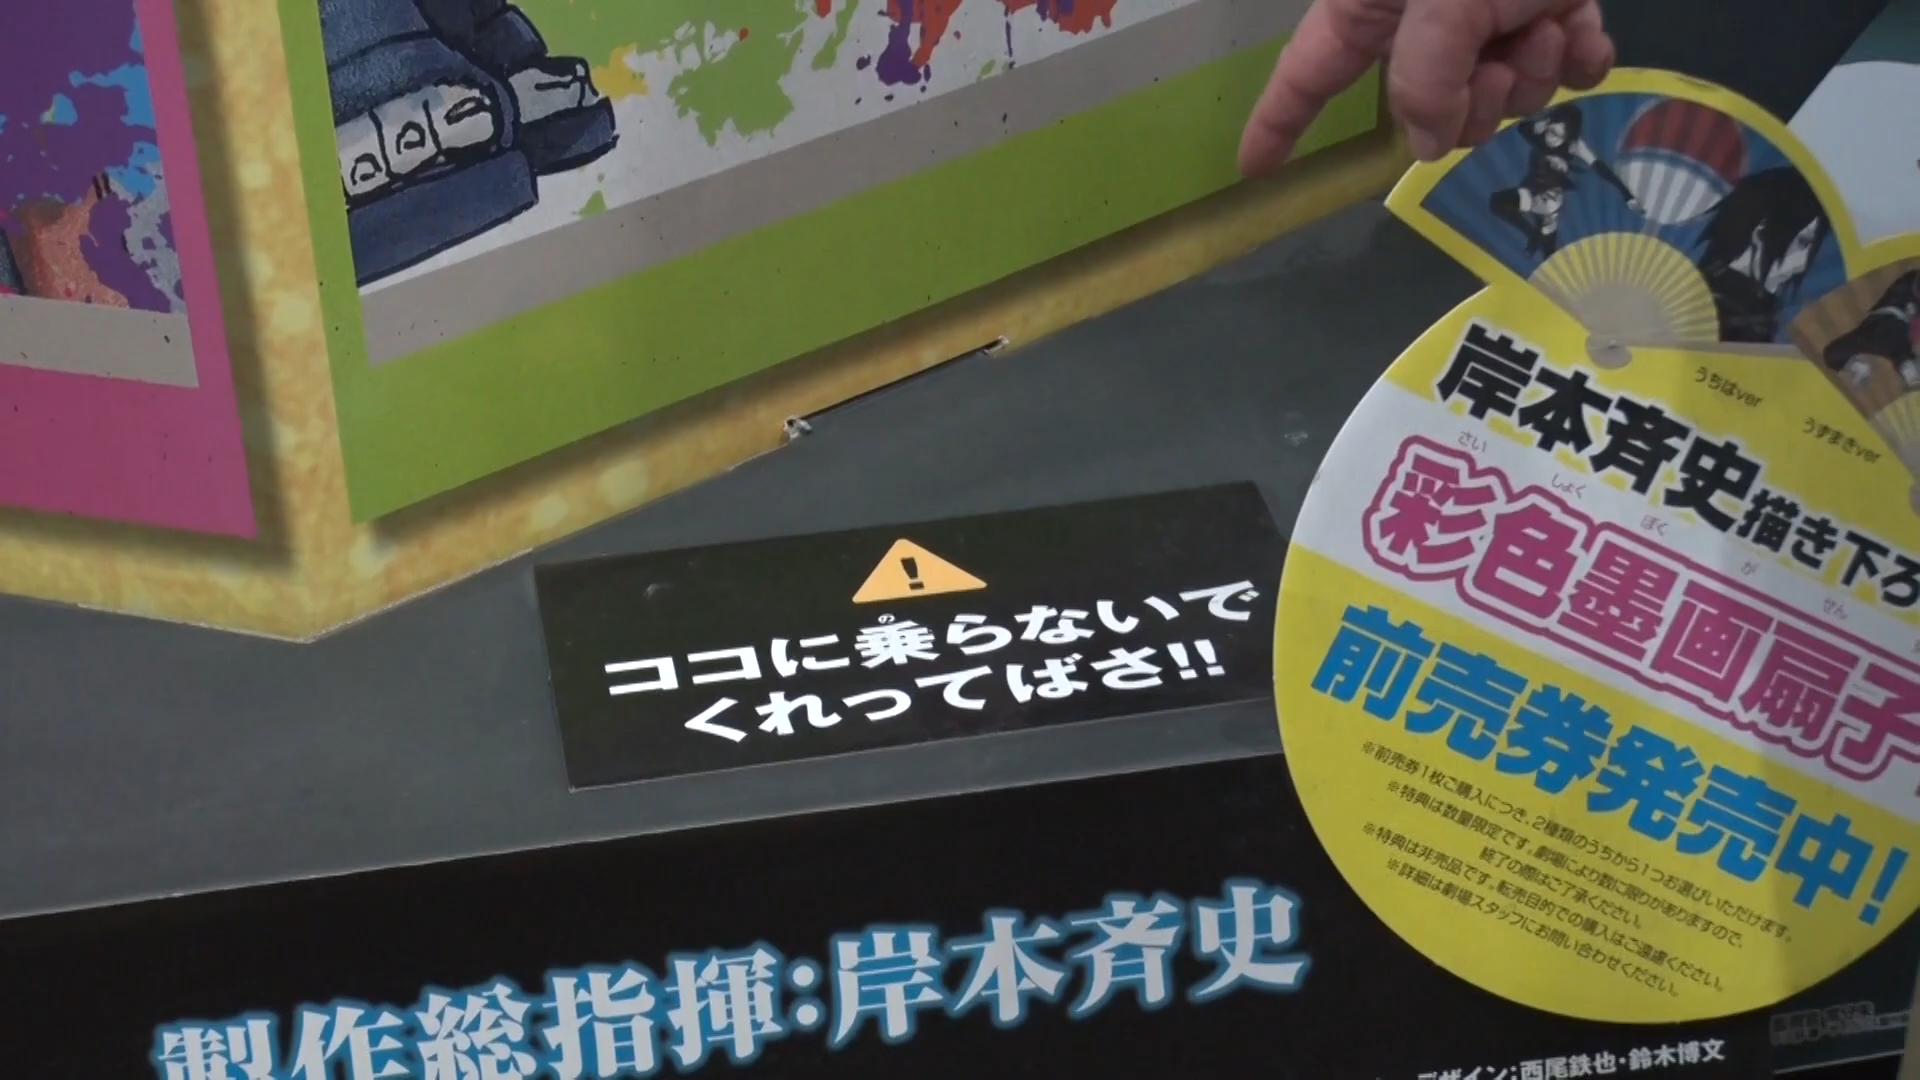 コココに乗らないで
くれってばさ!!
の
製作総指揮:岸本斉史
デザイン:西尾鉄也・鈴木博文
うちはver
うずまきver
岸本斉史描き下ろ
さいしょくぼくがせん
彩色墨画扇子
前売券発売中!
※前売券1枚ご購入につき、2種類のうちから1つお選びいただけます。
※特典は数量限定です。劇場により数に限りがありますので、
終了の際はご了承ください。
※特典は非売品です。転売目的での購入はご遠慮ください。
※詳細は劇場スタッフにお問い合わせください。